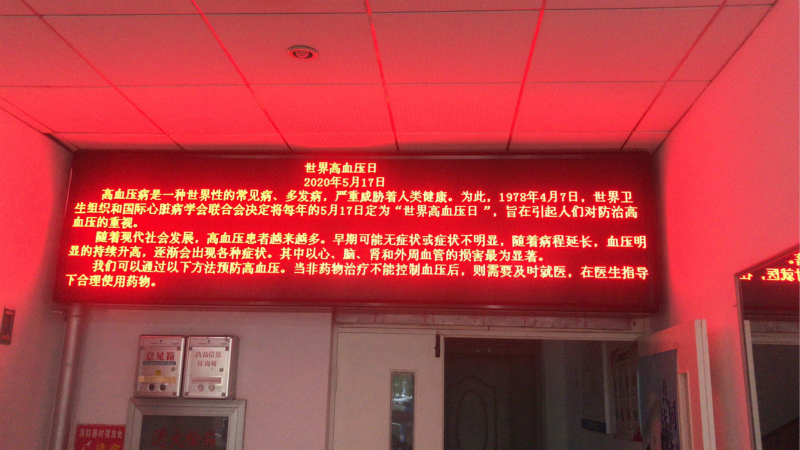 世界高血压日
2020年5月17日
高血压病是一种世界性的常见病、多发病，严重威胁着人类健康。为此，1978年4月7日，世界卫
生组织和国际心脏病学会联合会决定将每年的5月17日定为“世界高血压日”，旨在引起人们对防治高
血压的重视。
随着现代社会发展，高血压患者越来越多。早期可能无症状或症状不明显，随着病程延长，血压明
显的持续升高，逐渐会出现各种症状。其中以心、脑、肾和外周血管的损害最为显著。
我们可以通过以下方法预防高血压。当非药物治疗不能控制血压后，则需要及时就医，在医生指导
下合理使用药物。
意见箱